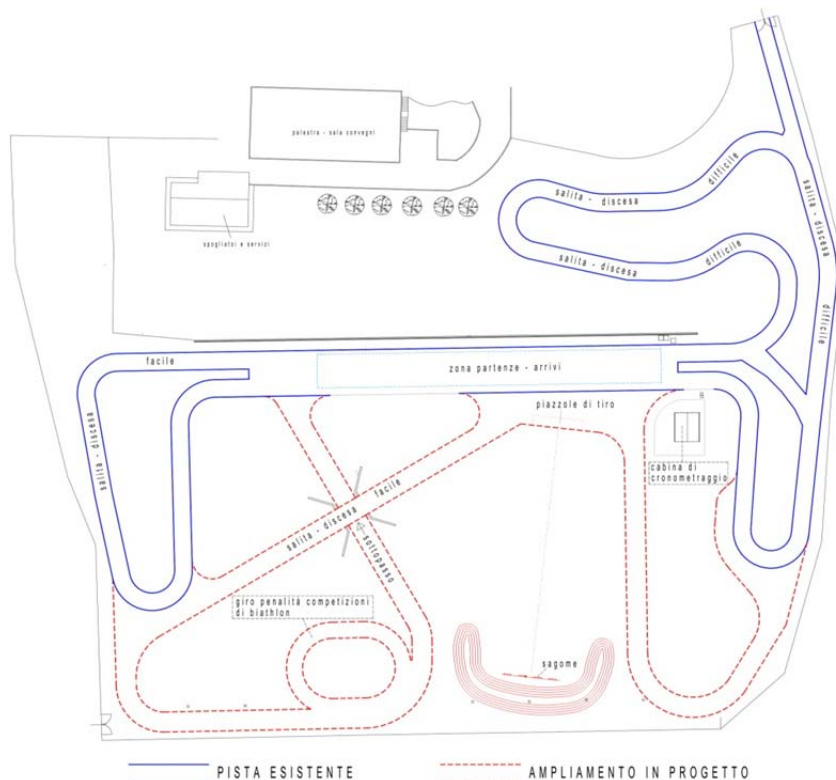 palestra - sala convegni
spogliatoi e servizi
salita - discesa
difficile
salita - discesa
difficile
salita - discesa
difficile
facile
zona partenze - arrivi
piazzole di tiro
salita - discesa
cabina di
cronometraggio
salita - discesa
facile
sottopasso
giro penalità competizioni
di biathlon
sagome
PISTA ESISTENTE
AMPLIAMENTO IN PROGETTO